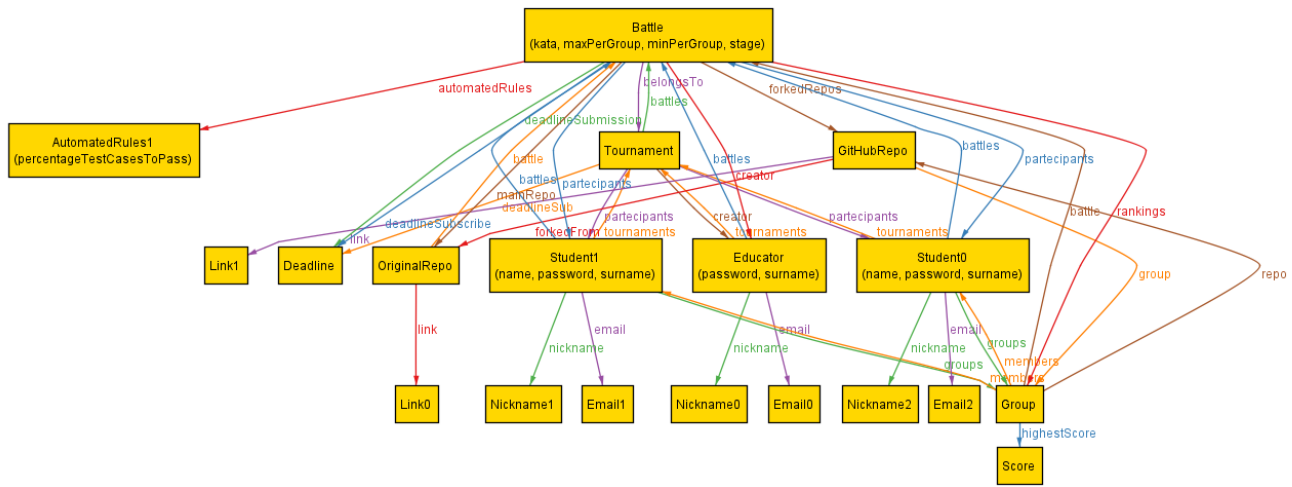 Battle
(kata, maxPerGroup, minPerGroup, stage)
automatedRules
belongsTo
forkedRepos
battles
AutomatedRules1
(percentageTestCasesToPass)
deadlineSubmission
Tournament
GitHubRepo
battle
battles
battles
partecipants
battles
partecipants
creator
mainRepo
deadlineSub
deadlineSubscribe
partecipants
creator
partecipants
battle
rankings
link
forkedFrom
tournaments
tournaments
tournaments
Link1
Deadline
OriginalRepo
Student1
(name, password, surname)
Educator
(password, surname)
Student0
(name, password, surname)
group
repo
link
email
email
email
nickname
nickname
nickname
groups
groups
members
members
Link0
Nickname1
Email1
Nickname0
Email0
Nickname2
Email2
Group
highestScore
Score